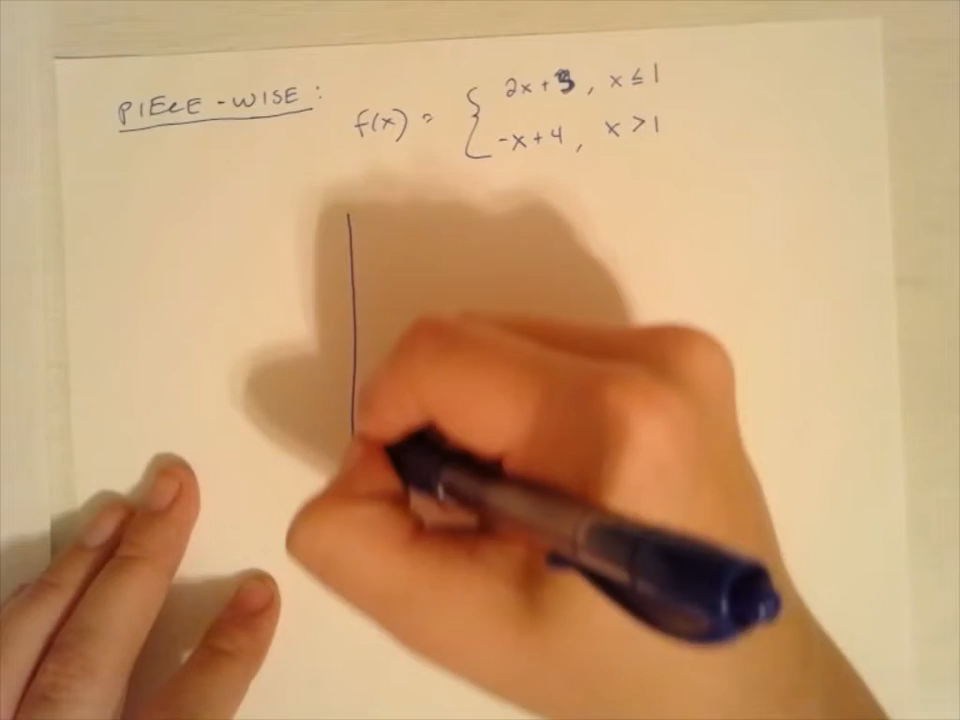 PIECE-WISE: f(x) = { 2x+3, x ≤ 1
-x+4, x > 1